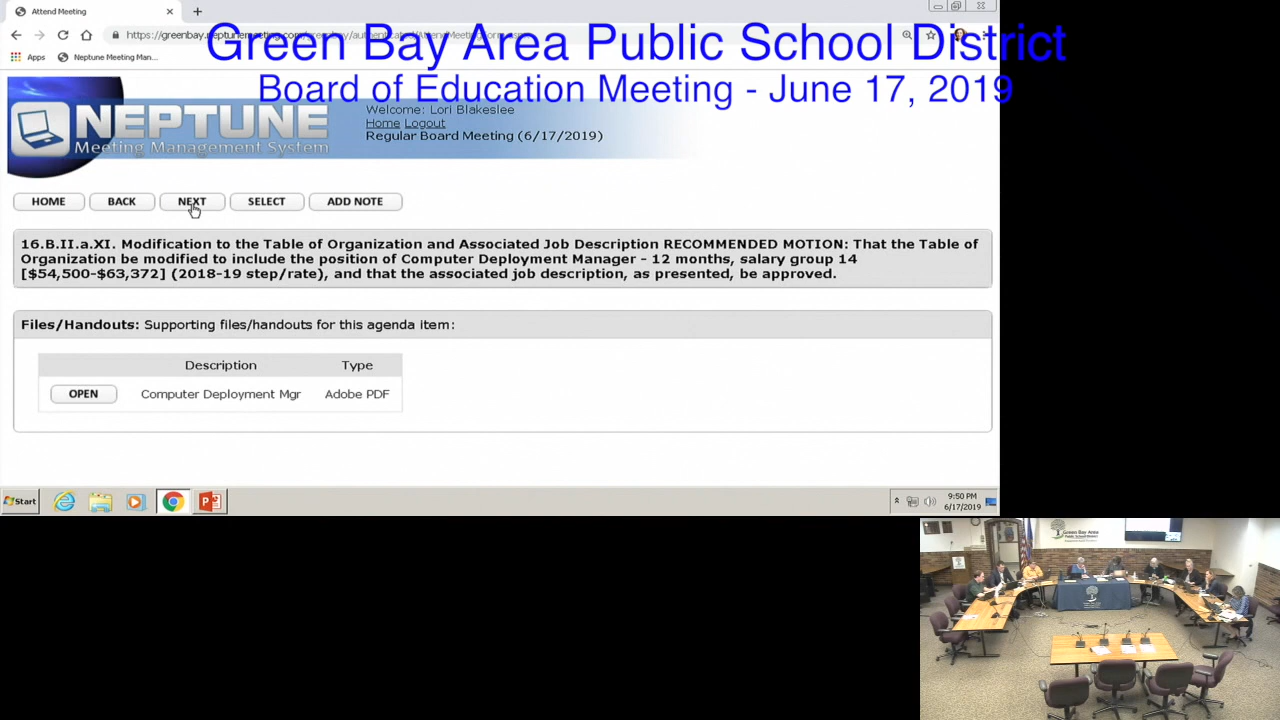 Attend Meeting
Green Bay Area Public School District
Board of Education Meeting - June 17, 2019
Apps
Neptune Meeting Man...
NEPTUNE
Meeting Management System
Welcome: Lori Blakeslee
Home Logout
Regular Board Meeting (6/17/2019)
HOME BACK NEXT SELECT ADD NOTE
16.B.II.a.XI. Modification to the Table of Organization and Associated Job Description RECOMMENDED MOTION: That the Table of
Organization be modified to include the position of Computer Deployment Manager - 12 months, salary group 14
[$54,500-$63,372] (2018-19 step/rate), and that the associated job description, as presented, be approved.
Files/Handouts: Supporting files/handouts for this agenda item:
Description Type
OPEN Computer Deployment Mgr Adobe PDF
Start
9:50 PM
6/17/2019
Green Bay Area
Public School District